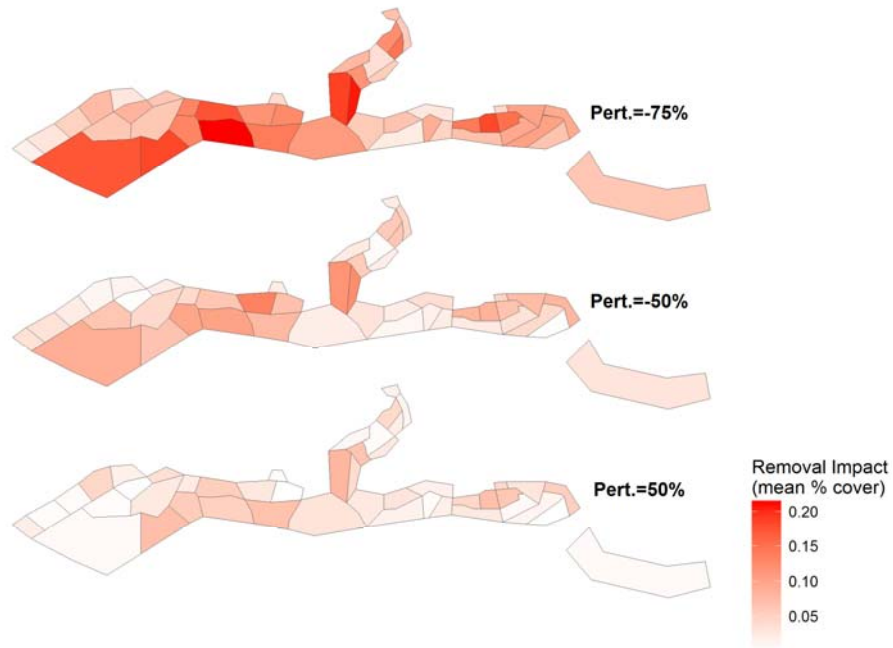 Pert.=-75%
Pert.=-50%
Pert.=50%
Removal Impact
(mean % cover)
0.20
0.15
0.10
0.05